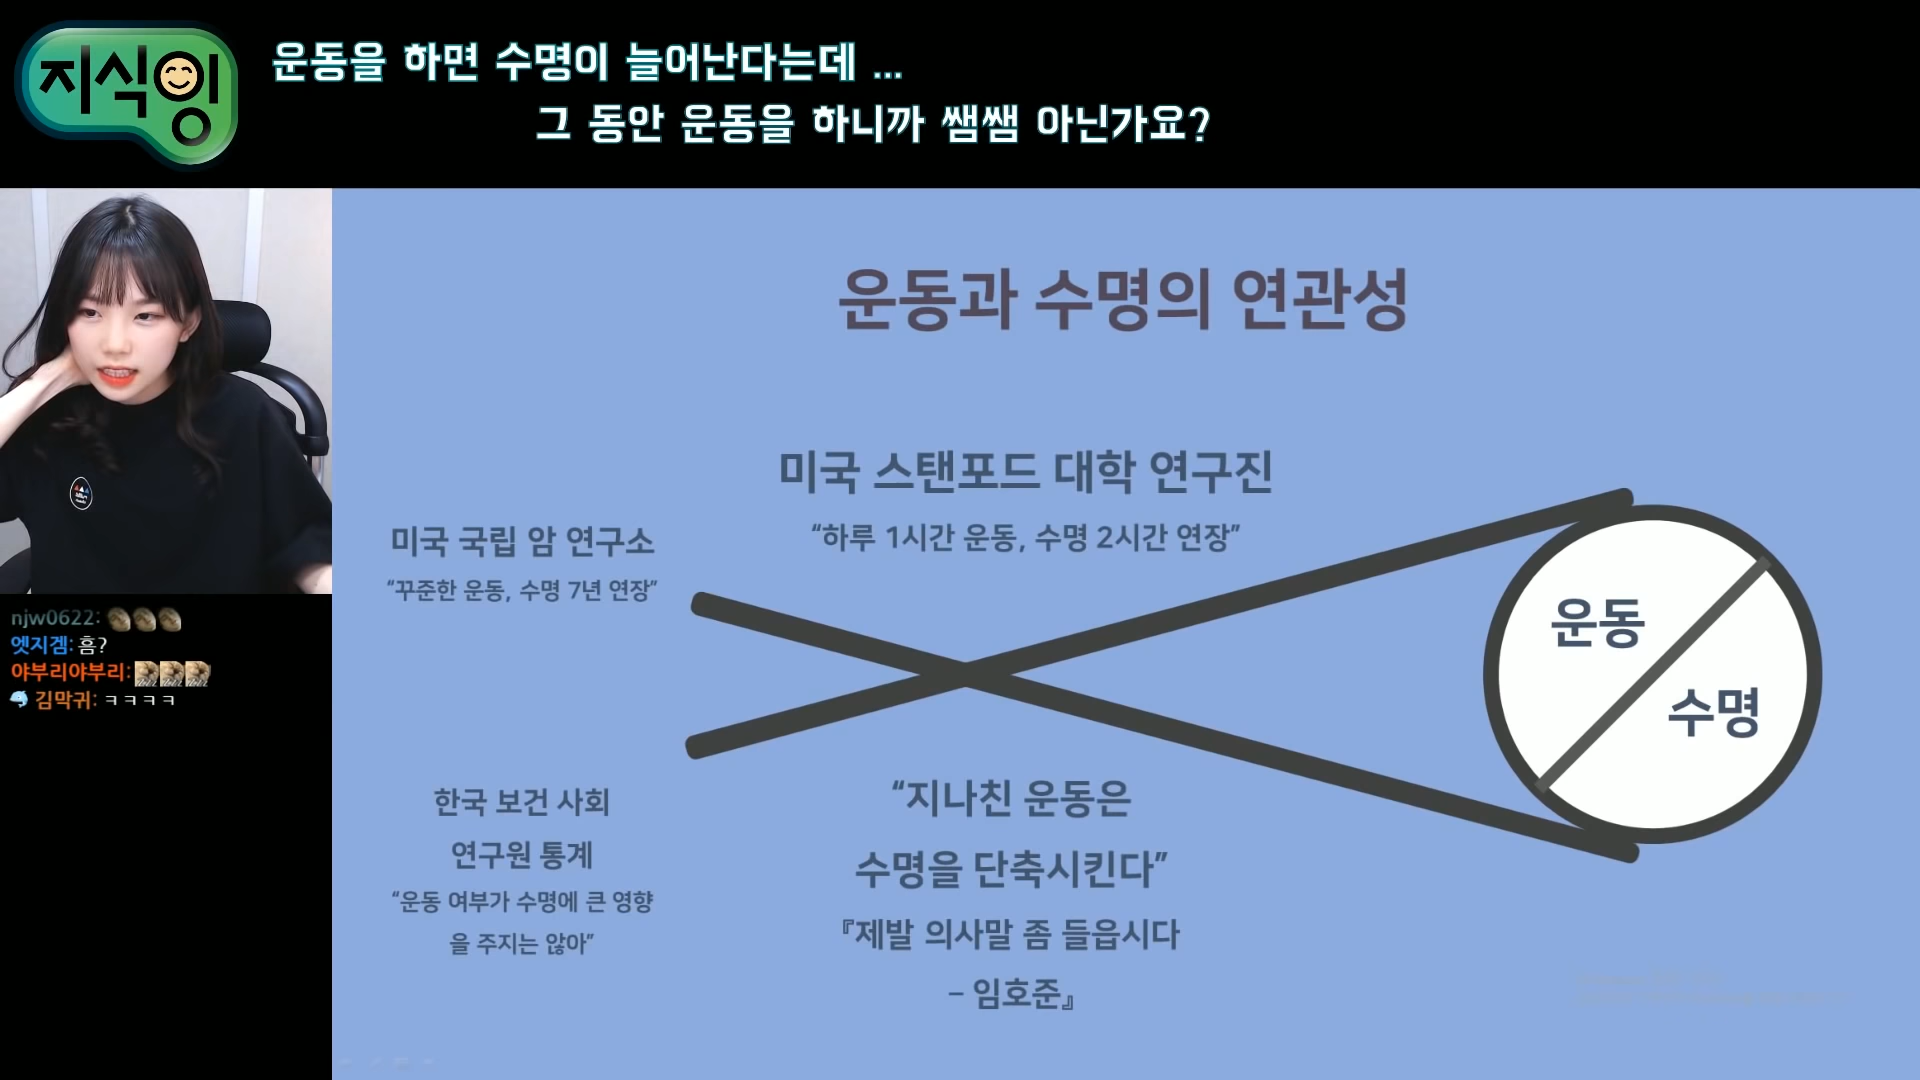 지식잉
운동을 하면 수명이 늘어난다는데 ...
그 동안 운동을 하니까 쌤쌤 아닌가요?
njw0622:
엣지겜: 흠?
야부리야부리:
김막귀: ㅋㅋㅋㅋ
운동과 수명의 연관성
미국 스탠포드 대학 연구진
“하루 1시간 운동, 수명 2시간 연장”
미국 국립 암 연구소
“꾸준한 운동, 수명 7년 연장”
운동
수명
한국 보건 사회
연구원 통계
“운동 여부가 수명에 큰 영향
을 주지는 않아”
“지나친 운동은
수명을 단축시킨다”
『제발 의사말 좀 들읍시다
– 임호준』